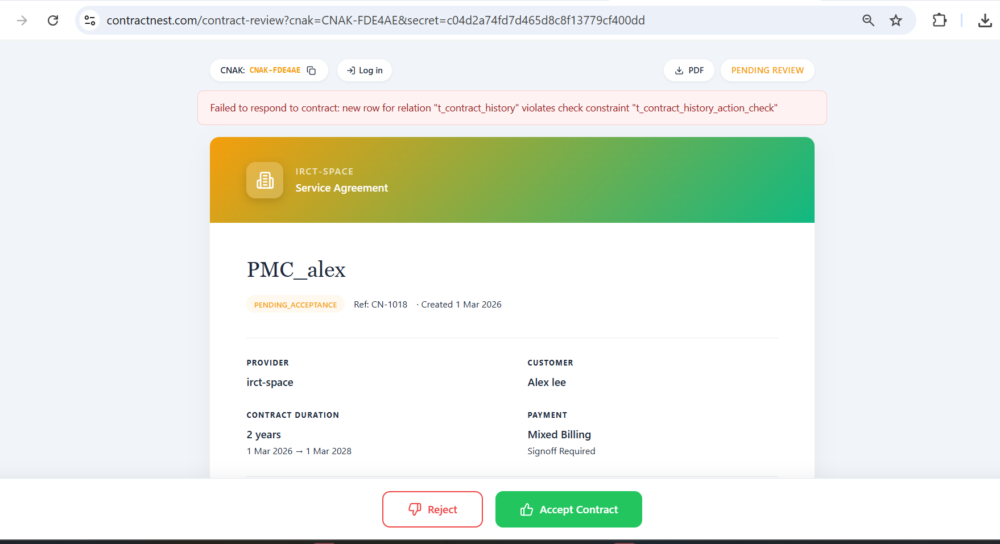 contractnest.com/contract-review?cnak=CNAK-FDE4AE&secret=c04d2a74fd7d465d8c8f13779cf400dd
CNAK: CNAK-FDE4AE
Log in
PDF
PENDING REVIEW
Failed to respond to contract: new row for relation "t_contract_history" violates check constraint "t_contract_history_action_check"
IRCT-SPACE
Service Agreement
PMC_alex
PENDING_ACCEPTANCE Ref: CN-1018 · Created 1 Mar 2026
PROVIDER
irct-space
CUSTOMER
Alex lee
CONTRACT DURATION
2 years
1 Mar 2026 → 1 Mar 2028
PAYMENT
Mixed Billing
Signoff Required
Reject
Accept Contract